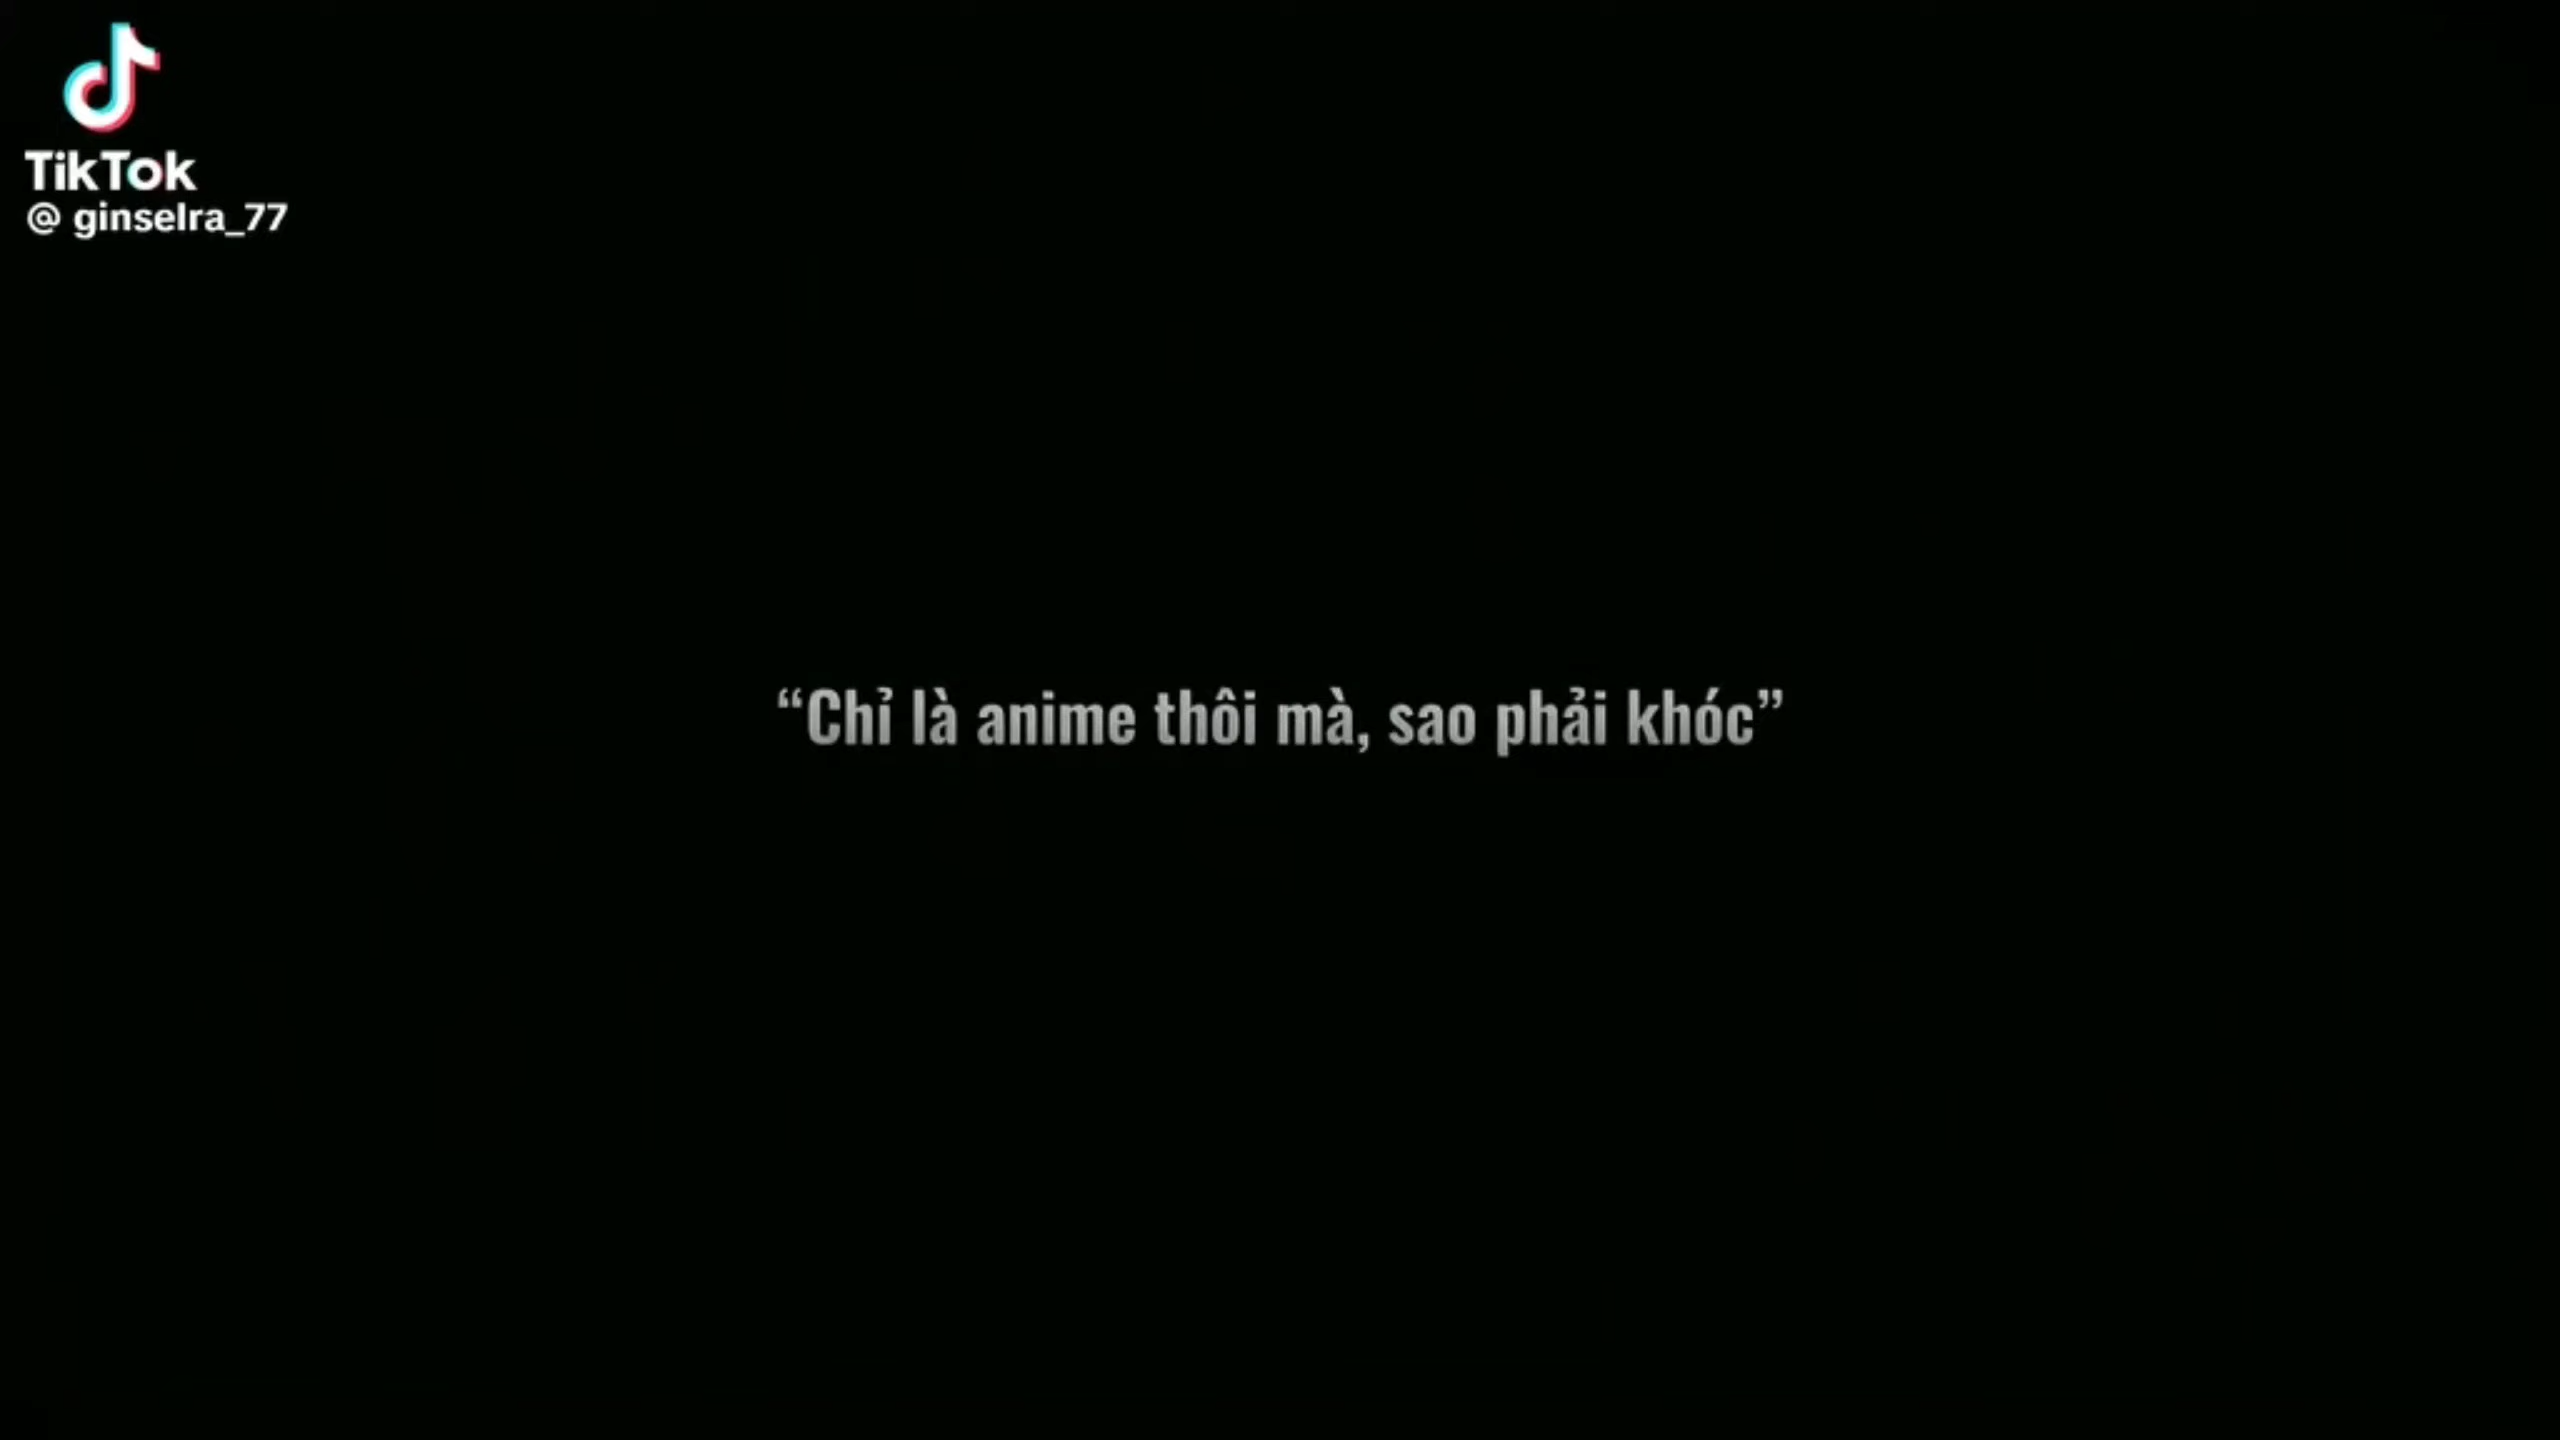 TikTok
@ ginselra_77
“Chỉ là anime thôi mà, sao phải khóc”